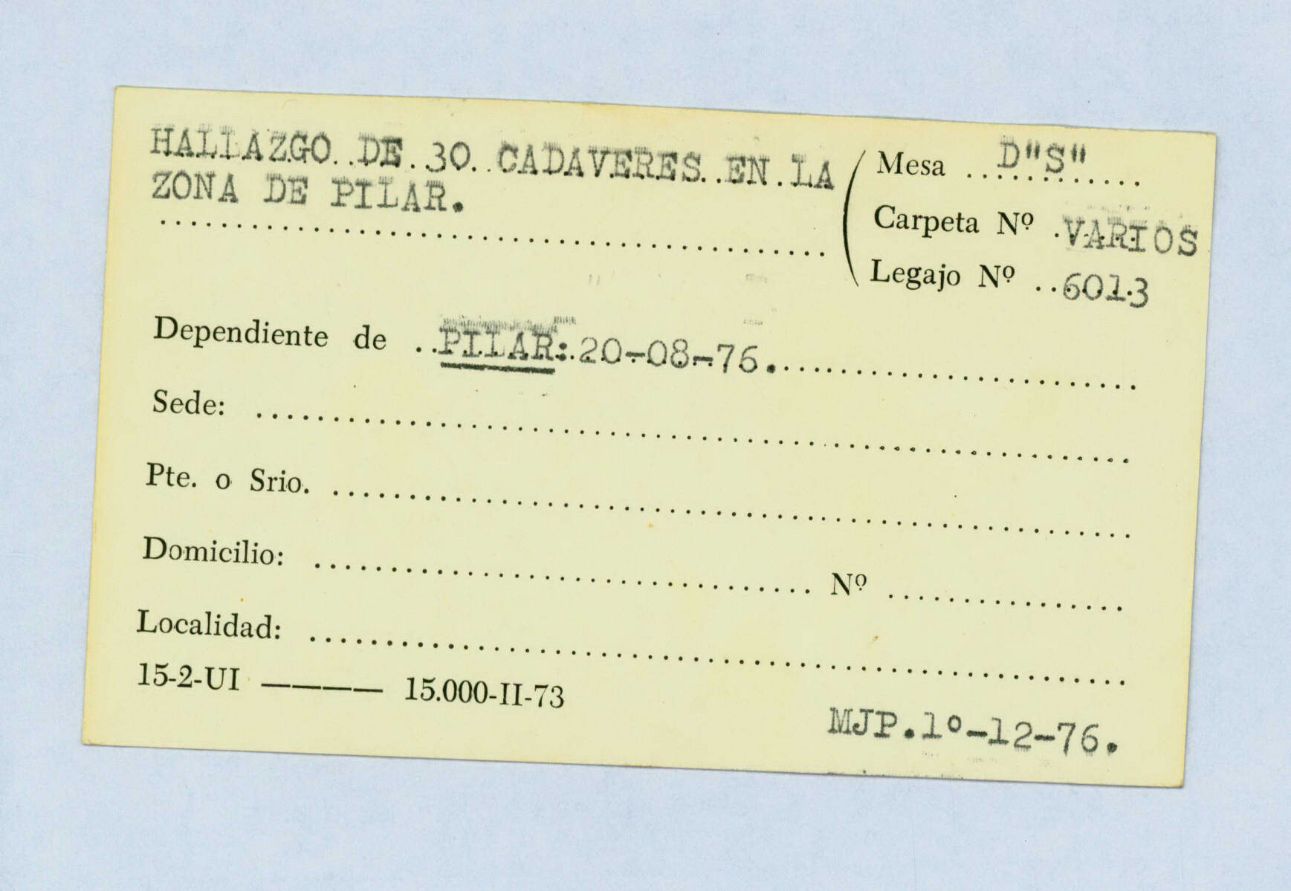 HALLAZGO DE 30 CADAVERES EN LA
ZONA DE PILAR.
Mesa D"S"
Carpeta Nº VARIOS
Legajo Nº 6013
Dependiente de PILAR: 20-08-76.
Sede:
Pte. o Srio.
Domicilio: Nº
Localidad:
15-2-UI ———— 15.000-II-73
MJP.1º-12-76.